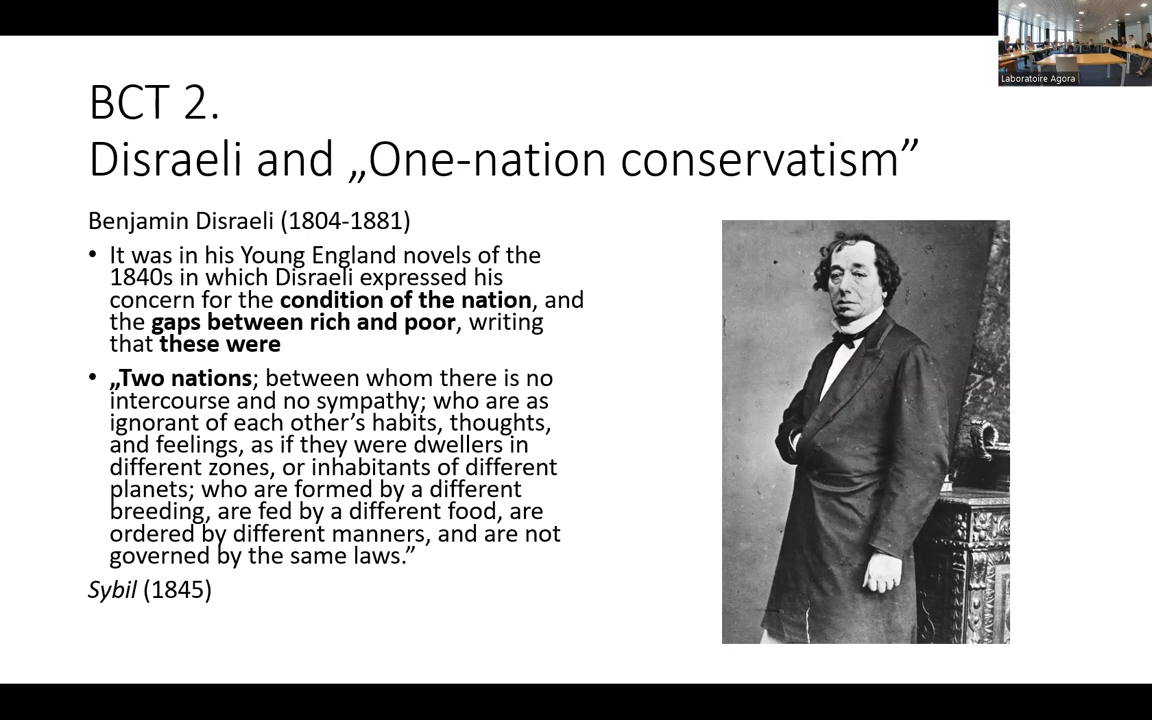 Laboratoire Agora
BCT 2.
Disraeli and „One-nation conservatism”
Benjamin Disraeli (1804-1881)
• It was in his Young England novels of the
1840s in which Disraeli expressed his
concern for the condition of the nation, and
the gaps between rich and poor, writing
that these were
• „Two nations; between whom there is no
intercourse and no sympathy; who are as
ignorant of each other’s habits, thoughts,
and feelings, as if they were dwellers in
different zones, or inhabitants of different
planets; who are formed by a different
breeding, are fed by a different food, are
ordered by different manners, and are not
governed by the same laws.”
Sybil (1845)